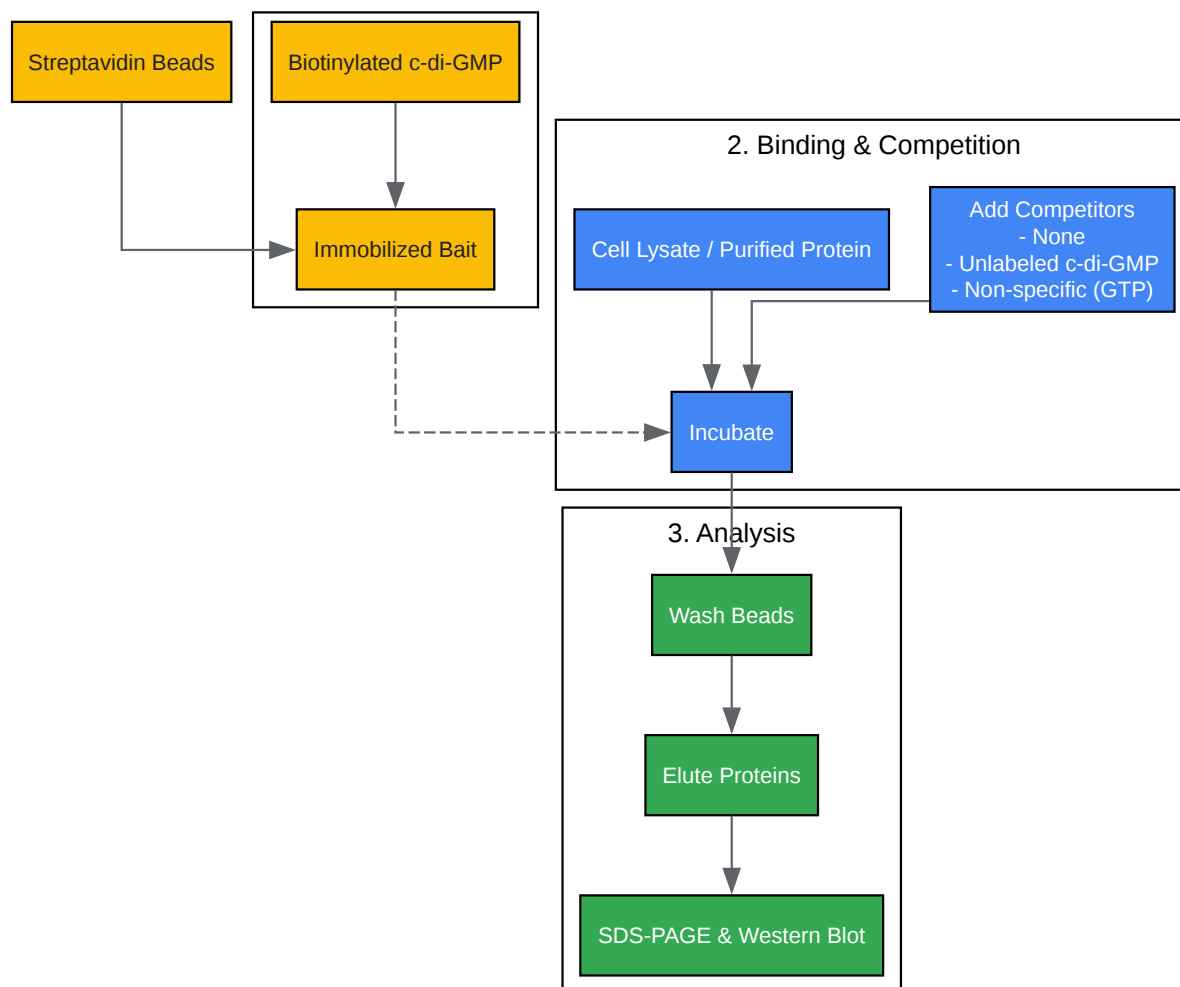 Streptavidin Beads
Biotinylated c-di-GMP
Immobilized Bait
2. Binding & Competition
Cell Lysate / Purified Protein
Add Competitors
- None
- Unlabeled c-di-GMP
- Non-specific (GTP)
Incubate
3. Analysis
Wash Beads
Elute Proteins
SDS-PAGE & Western Blot